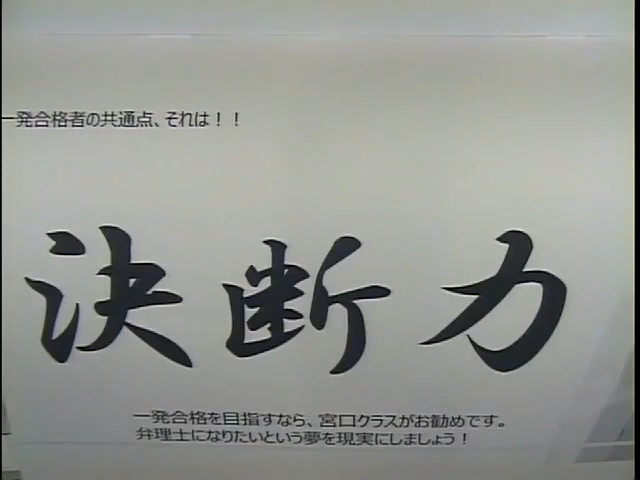 一発合格者の共通点、それは！！
決断力
一発合格を目指すなら、宮口クラスがお勧めです。
弁理士になりたいという夢を現実にしましょう！